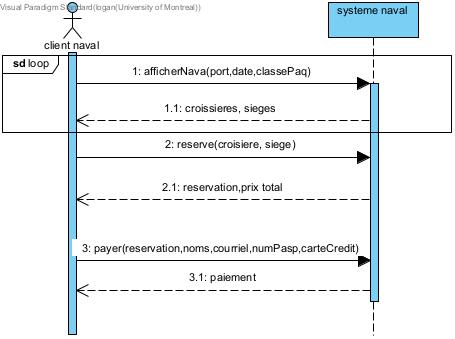 Visual Paradigm Standard(logan(University of Montreal))
systeme naval
client naval
sd loop
1: afficherNava(port,date,classePaq)
1.1: croissieres, sieges
2: reserve(croisiere, siege)
2.1: reservation,prix total
3: payer(reservation,noms,courriel,numPasp,carteCredit)
3.1: paiement